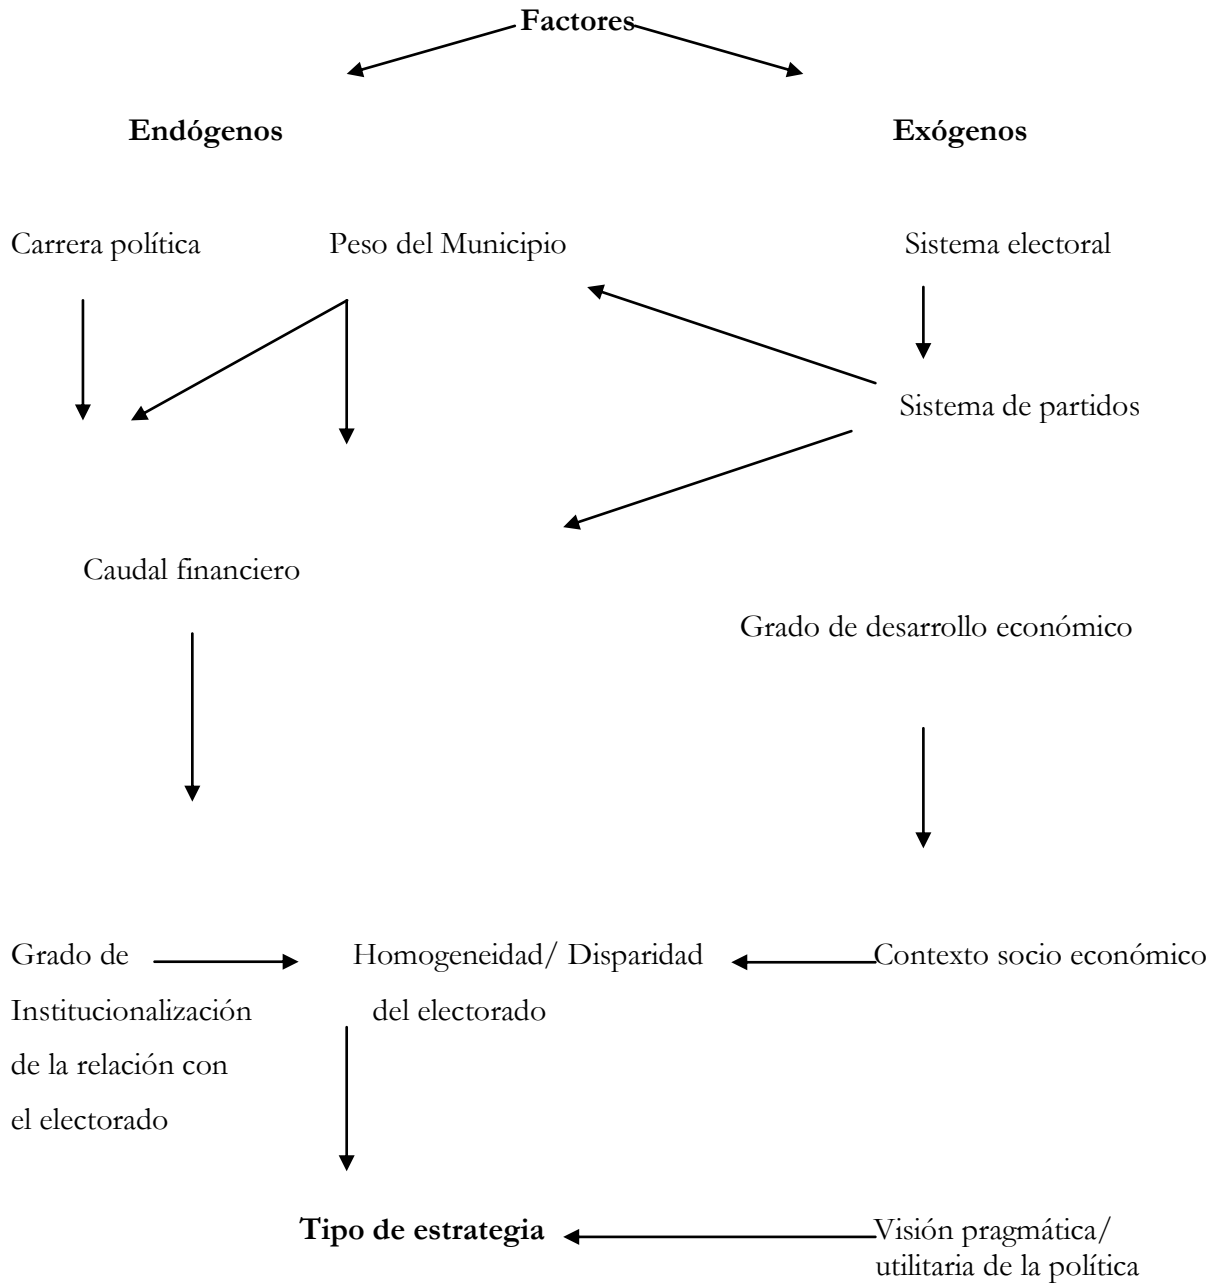 Factores
Endógenos
Exógenos
Carrera política
Peso del Municipio
Sistema electoral
Sistema de partidos
Caudal financiero
Grado de desarrollo económico
Grado de
Institucionalización
de la relación con
el electorado
Homogeneidad/ Disparidad
del electorado
Contexto socio económico
Tipo de estrategia
Visión pragmática/
utilitaria de la política